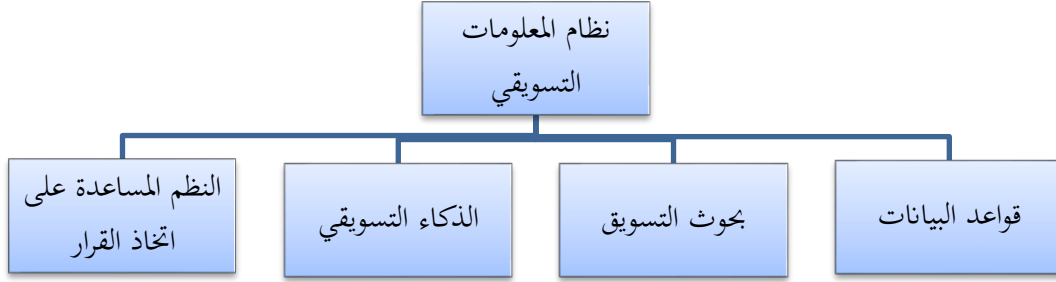 نظام المعلومات
التسويقي
قواعد البيانات
بحوث التسويق
الذكاء التسويقي
النظم المساعدة على
اتخاذ القرار